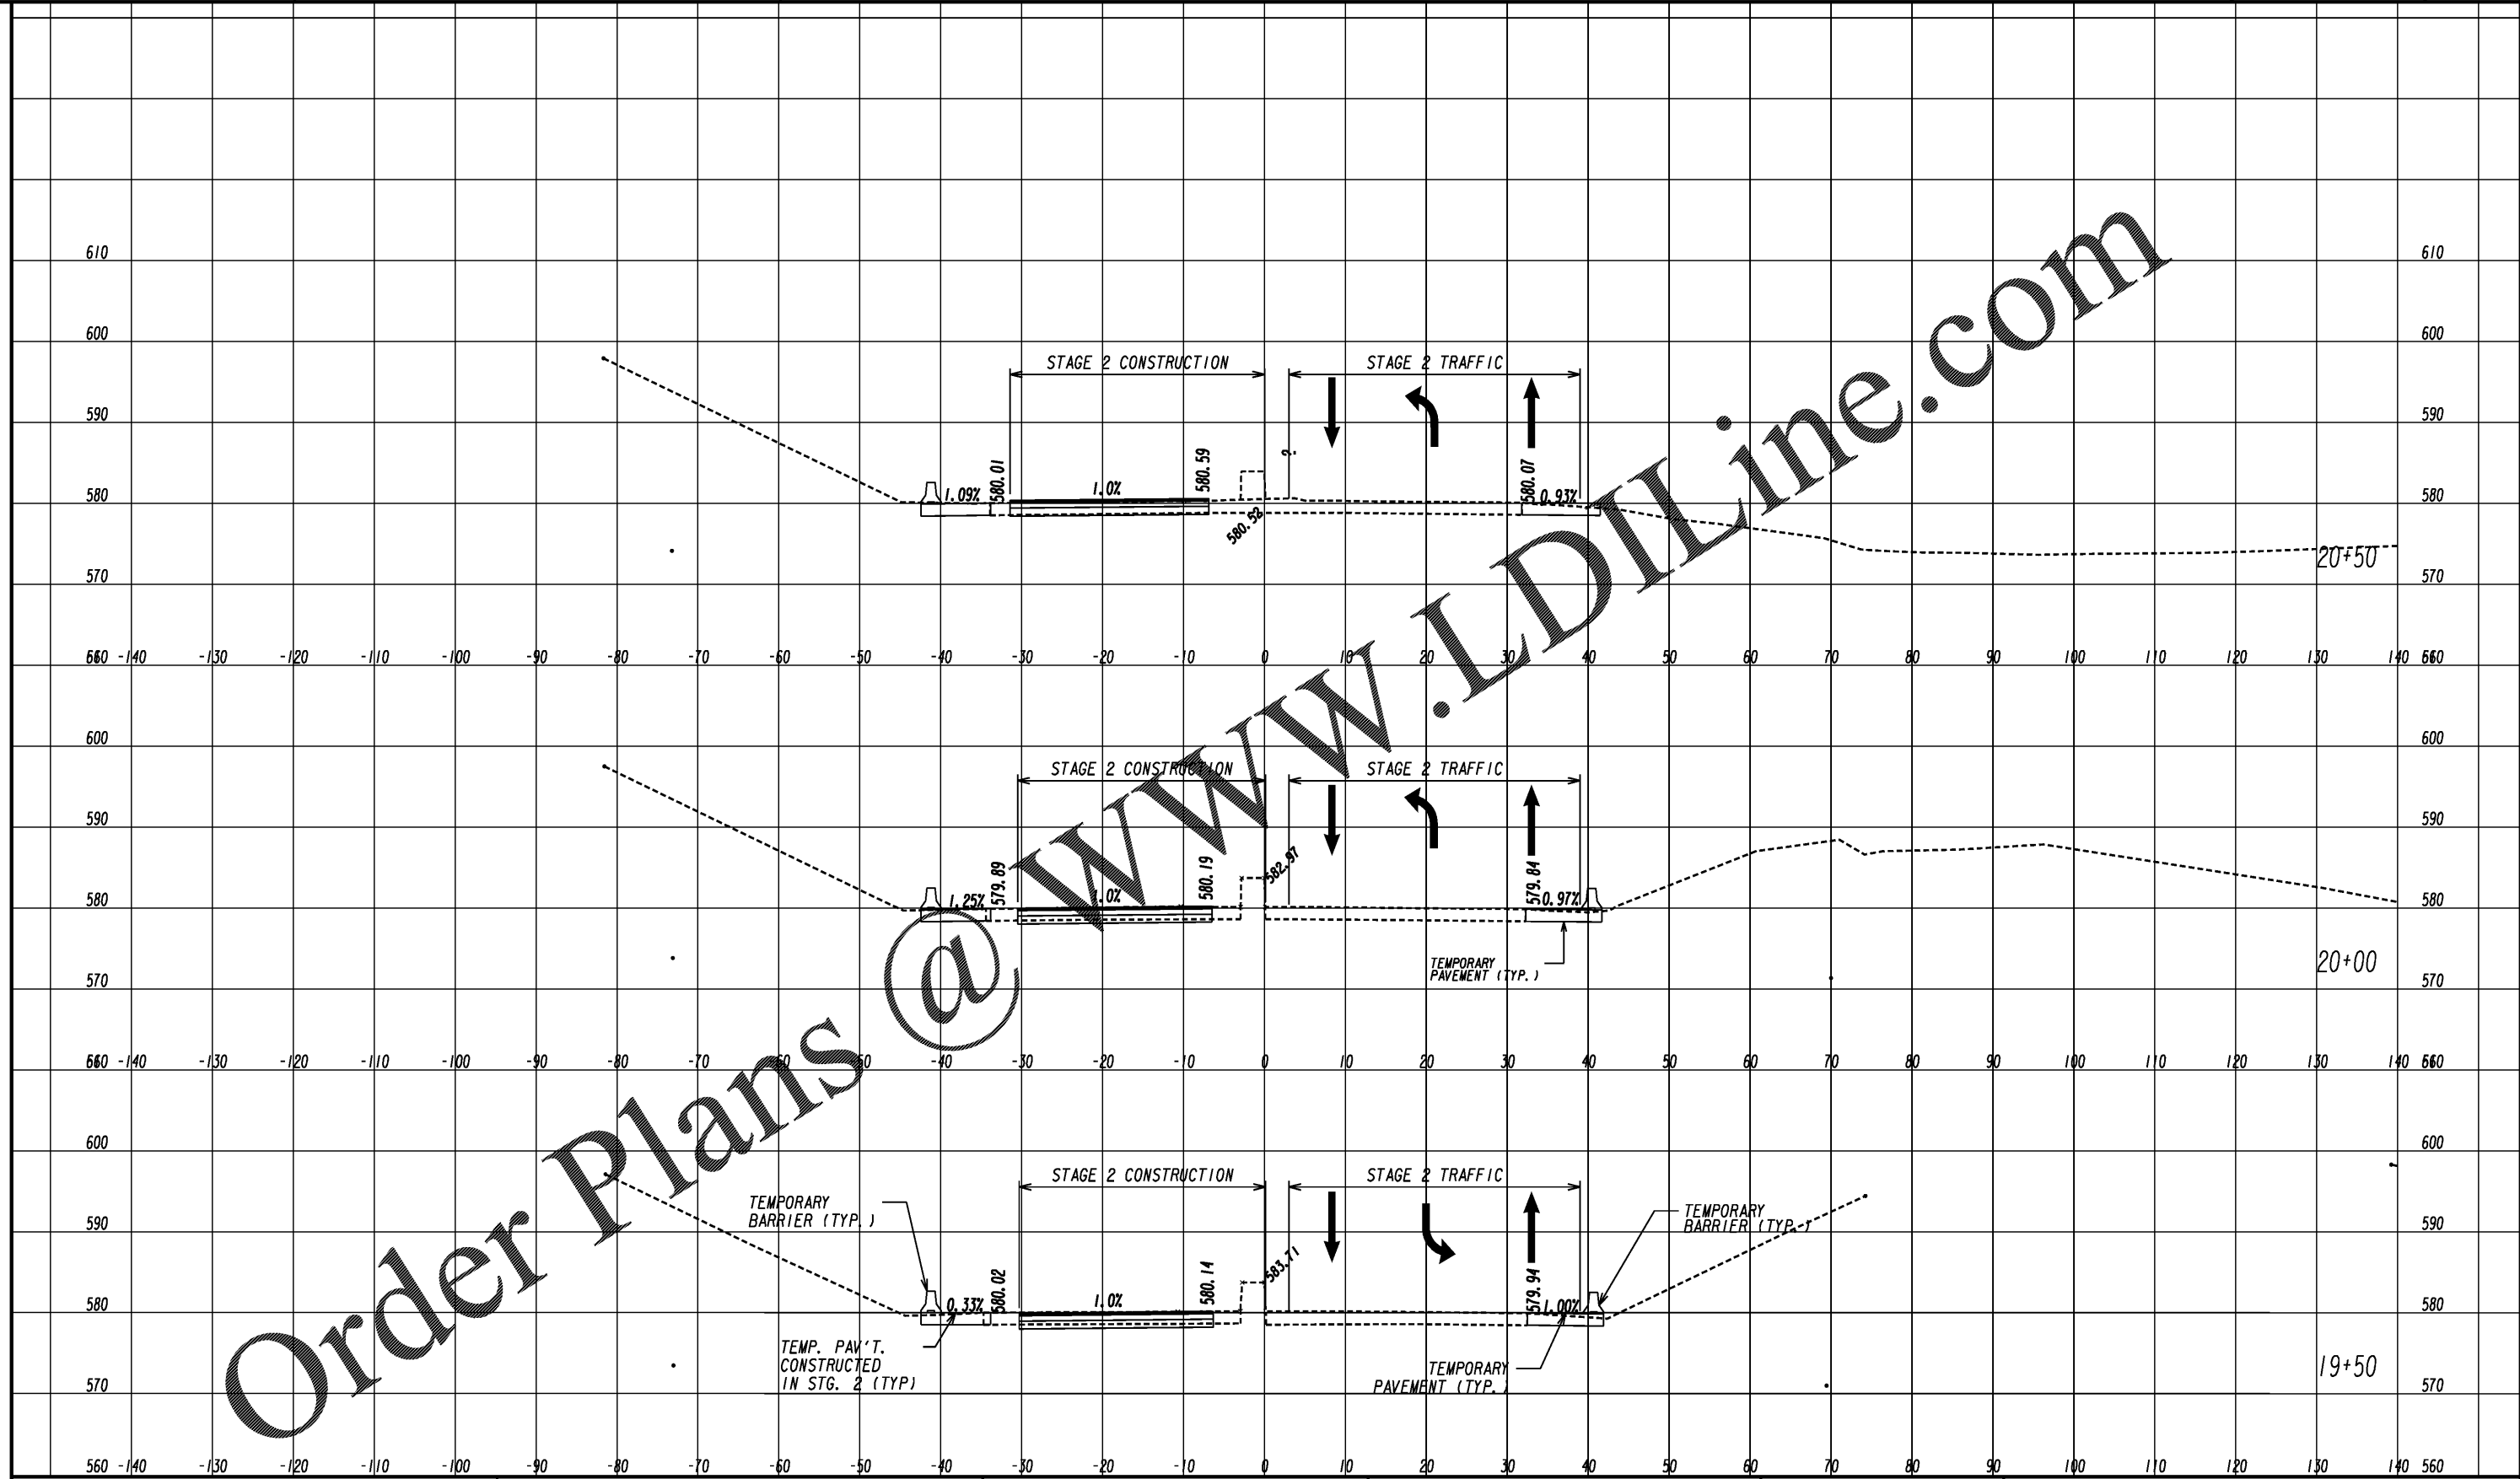 610 610
600 600
STAGE 2 CONSTRUCTION STAGE 2 TRAFFIC
590 590
580.01 580.59 580.07
580 1.09% 1.0% 0.93% 580
580.52
20+50
570 570
-140 -130 -120 -110 -100 -90 -80 -70 -60 -50 -40 -30 -20 -10 0 10 20 30 40 50 60 70 80 90 100 110 120 130 140
600 600
STAGE 2 CONSTRUCTION STAGE 2 TRAFFIC
590 590
579.89 580.19 582.97 579.84
580 1.25% 1.0% 0.97% 580
TEMPORARY
PAVEMENT (TYP.)
20+00
570 570
-140 -130 -120 -110 -100 -90 -80 -70 -60 -50 -40 -30 -20 -10 0 10 20 30 40 50 60 70 80 90 100 110 120 130 140
600 600
STAGE 2 CONSTRUCTION STAGE 2 TRAFFIC
TEMPORARY
BARRIER (TYP.)
TEMPORARY
BARRIER (TYP.)
590 590
580.02 580.14 583.71 579.94
580 0.33% 1.0% 1.00% 580
TEMP. PAV'T.
CONSTRUCTED
IN STG. 2 (TYP)
TEMPORARY
PAVEMENT (TYP.)
19+50
570 570
560 -140 -130 -120 -110 -100 -90 -80 -70 -60 -50 -40 -30 -20 -10 0 10 20 30 40 50 60 70 80 90 100 110 120 130 140 560
Order Plans @ WWW.LDILine.com